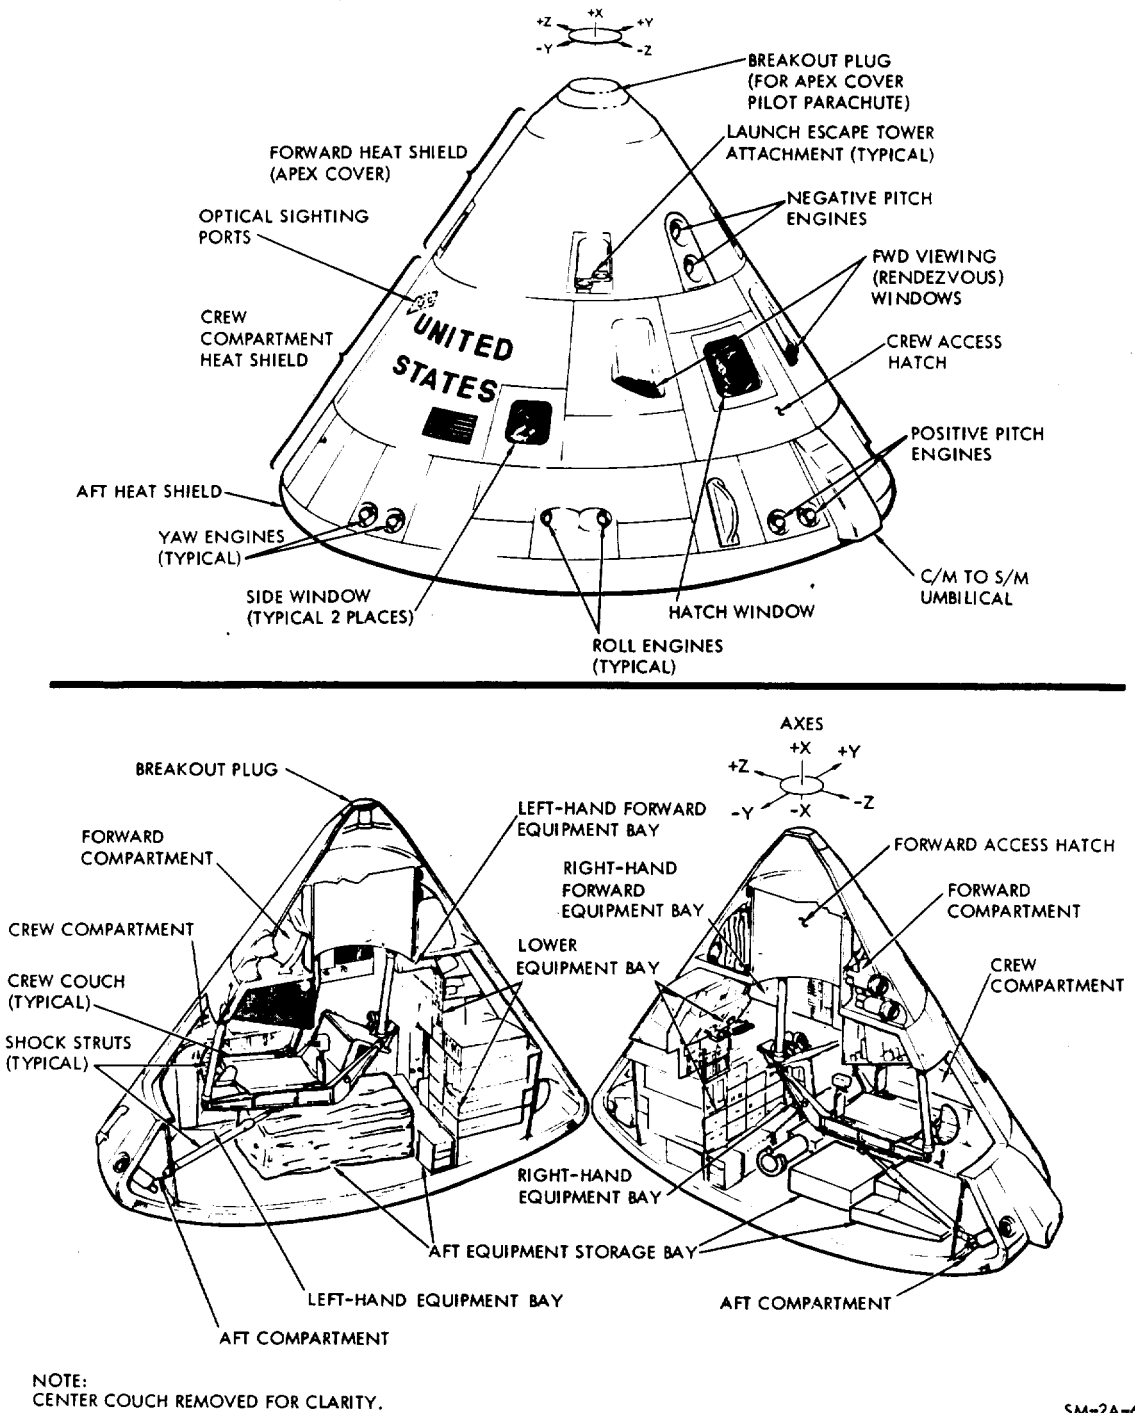 +X
+Z
+Y
-Y
-Z
BREAKOUT PLUG
(FOR APEX COVER
PILOT PARACHUTE)
LAUNCH ESCAPE TOWER
ATTACHMENT (TYPICAL)
FORWARD HEAT SHIELD
(APEX COVER)
NEGATIVE PITCH
ENGINES
OPTICAL SIGHTING
PORTS
FWD VIEWING
(RENDEZVOUS)
WINDOWS
CREW
COMPARTMENT
HEAT SHIELD
UNITED
STATES
CREW ACCESS
HATCH
POSITIVE PITCH
ENGINES
AFT HEAT SHIELD
YAW ENGINES
(TYPICAL)
SIDE WINDOW
(TYPICAL 2 PLACES)
HATCH WINDOW
C/M TO S/M
UMBILICAL
ROLL ENGINES
(TYPICAL)
AXES
+X
+Y
+Z
-Y
-X
-Z
BREAKOUT PLUG
LEFT-HAND FORWARD
EQUIPMENT BAY
FORWARD
COMPARTMENT
RIGHT-HAND
FORWARD
EQUIPMENT BAY
FORWARD ACCESS HATCH
FORWARD
COMPARTMENT
CREW COMPARTMENT
LOWER
EQUIPMENT BAY
CREW
COMPARTMENT
CREW COUCH
(TYPICAL)
SHOCK STRUTS
(TYPICAL)
RIGHT-HAND
EQUIPMENT BAY
AFT EQUIPMENT STORAGE BAY
LEFT-HAND EQUIPMENT BAY
AFT COMPARTMENT
AFT COMPARTMENT
NOTE:
CENTER COUCH REMOVED FOR CLARITY.
SM-2A-